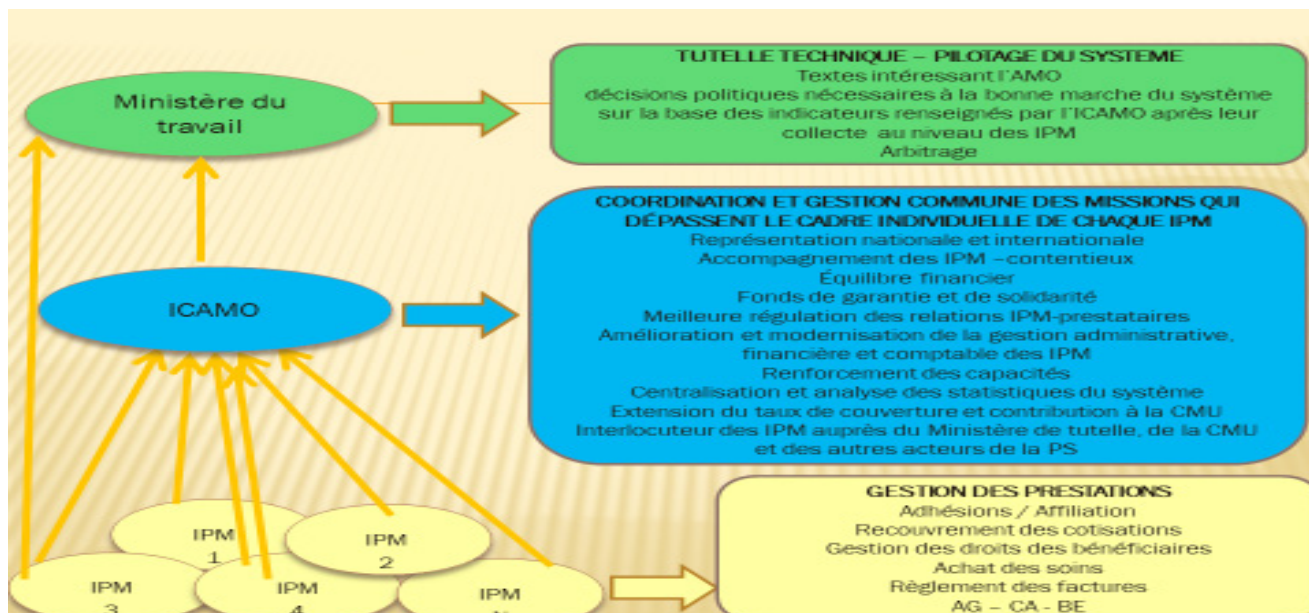 Ministère du
travail
TUTELLE TECHNIQUE – PILOTAGE DU SYSTEME
Textes intéressant l'AMO
décisions politiques nécessaires à la bonne marche du système
sur la base des indicateurs renseignés par l'ICAMO après leur
collecte au niveau des IPM
Arbitrage
ICAMO
COORDINATION ET GESTION COMMUNE DES MISSIONS QUI
DÉPASSENT LE CADRE INDIVIDUELLE DE CHAQUE IPM
Représentation nationale et internationale
Accompagnement des IPM –contentieux
Équilibre financier
Fonds de garantie et de solidarité
Meilleure régulation des relations IPM-prestataires
Amélioration et modernisation de la gestion administrative,
financière et comptable des IPM
Renforcement des capacités
Centralisation et analyse des statistiques du système
Extension du taux de couverture et contribution à la CMU
Interlocuteur des IPM auprès du Ministère de tutelle, de la CMU
et des autres acteurs de la PS
IPM
1
IPM
2
IPM
3
IPM
4
IPM
GESTION DES PRESTATIONS
Adhésions / Affiliation
Recouvrement des cotisations
Gestion des droits des bénéficiaires
Achat des soins
Règlement des factures
AG – CA - BE